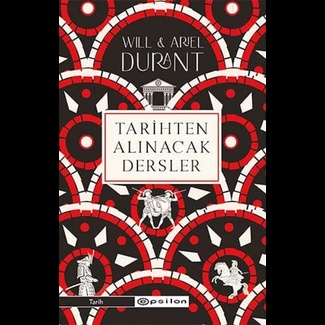 WILL & ARIEL
DURANT
TARİHTEN
ALINACAK
DERSLER
Tarih
epsilon